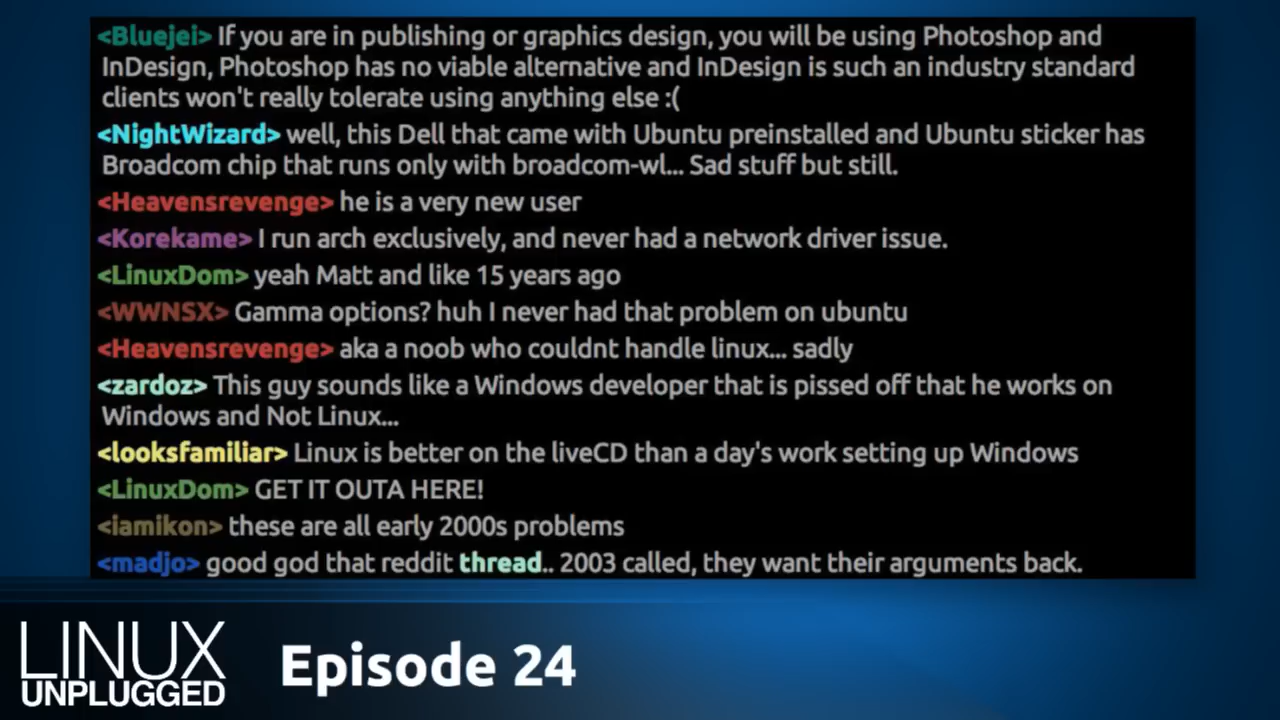 <Bluejei> If you are in publishing or graphics design, you will be using Photoshop and
InDesign, Photoshop has no viable alternative and InDesign is such an industry standard
clients won't really tolerate using anything else :(
<NightWizard> well, this Dell that came with Ubuntu preinstalled and Ubuntu sticker has
Broadcom chip that runs only with broadcom-wl... Sad stuff but still.
<Heavensrevenge> he is a very new user
<Korekame> I run arch exclusively, and never had a network driver issue.
<LinuxDom> yeah Matt and like 15 years ago
<WWNSX> Gamma options? huh I never had that problem on ubuntu
<Heavensrevenge> aka a noob who couldnt handle linux... sadly
<zardoz> This guy sounds like a Windows developer that is pissed off that he works on
Windows and Not Linux...
<looksfamiliar> Linux is better on the liveCD than a day's work setting up Windows
<LinuxDom> GET IT OUTA HERE!
<iamikon> these are all early 2000s problems
<madjo> good god that reddit thread.. 2003 called, they want their arguments back.
LINUX
UNPLUGGED
Episode 24